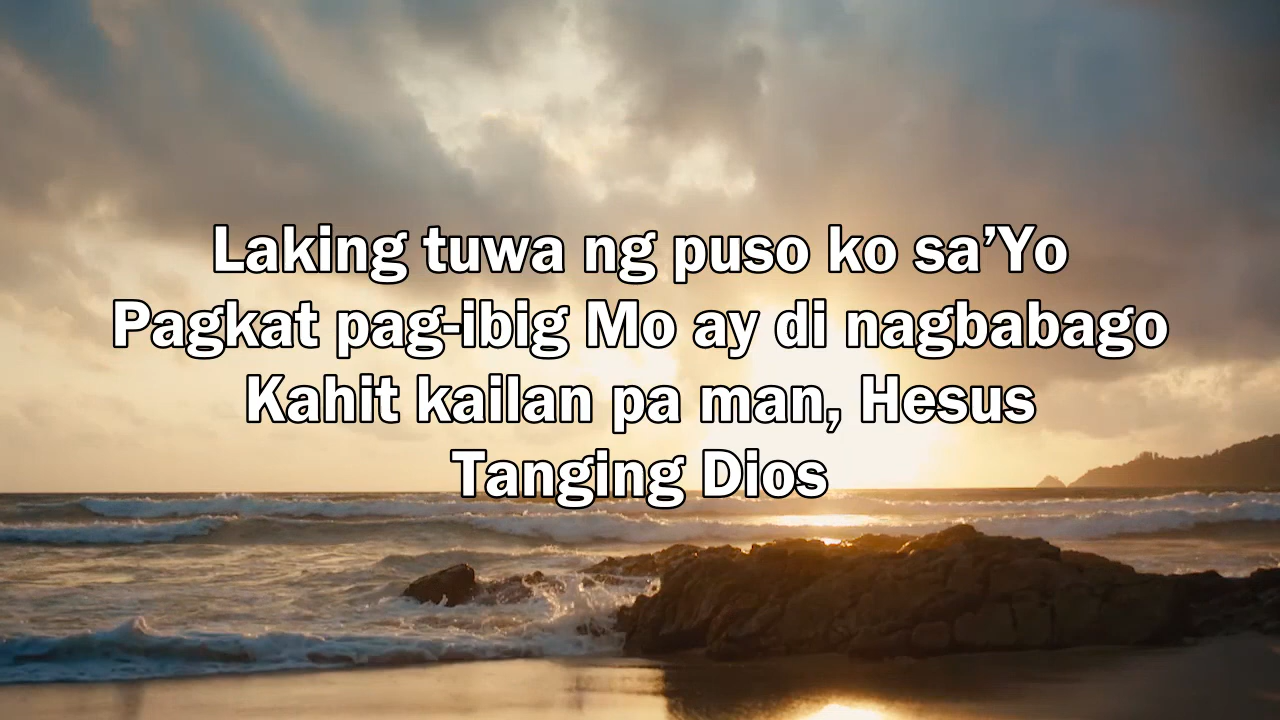 Laking tuwa ng puso ko sa’Yo
Pagkat pag-ibig Mo ay di nagbabago
Kahit kailan pa man, Hesus
Tanging Dios